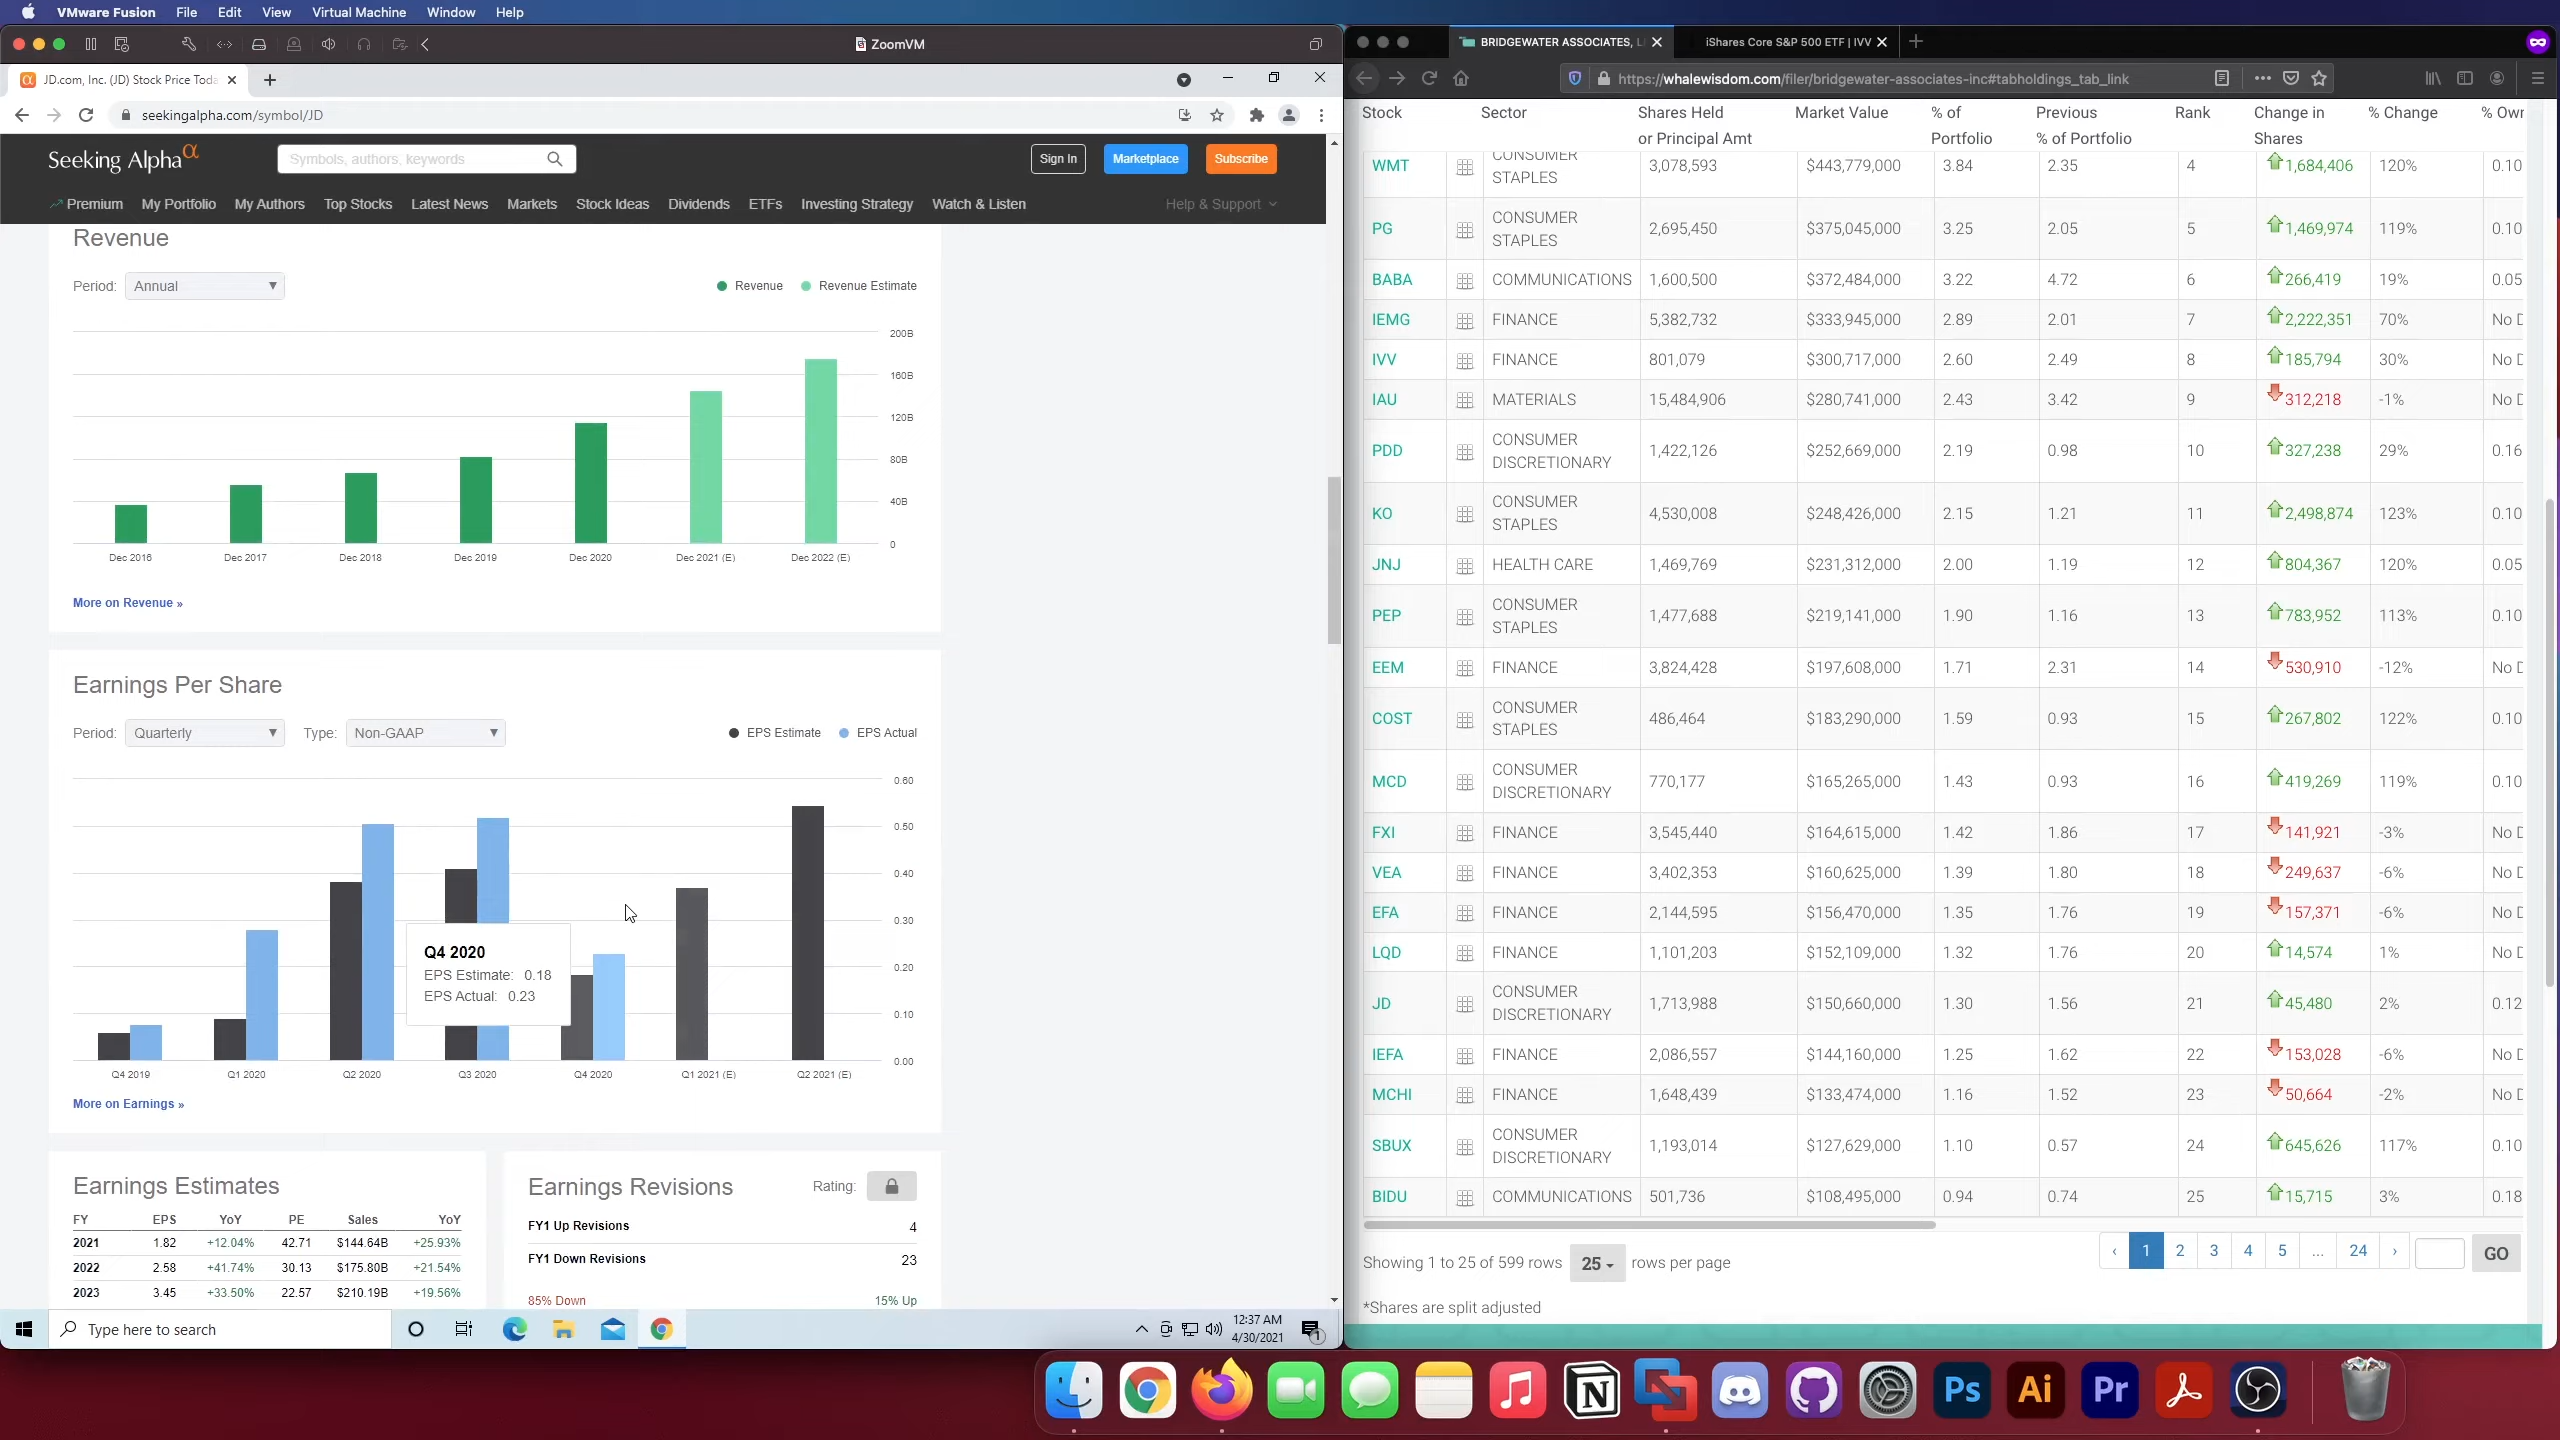 VMware Fusion File Edit View Virtual Machine Window Help
ZoomVM
JD.com, Inc. (JD) Stock Price Toda
seekingalpha.com/symbol/JD
Seeking Alpha α
Symbols, authors, keywords
Sign In Marketplace Subscribe
Premium My Portfolio My Authors Top Stocks Latest News Markets Stock Ideas Dividends ETFs Investing Strategy Watch & Listen Help & Support
Revenue
Period: Annual
Revenue Revenue Estimate
200B
160B
120B
80B
40B
0
Dec 2016 Dec 2017 Dec 2018 Dec 2019 Dec 2020 Dec 2021 (E) Dec 2022 (E)
More on Revenue »
Earnings Per Share
Period: Quarterly Type: Non-GAAP
EPS Estimate EPS Actual
0.60
0.50
0.40
0.30
0.20
0.10
0.00
Q4 2020
EPS Estimate: 0.18
EPS Actual: 0.23
Q4 2019 Q1 2020 Q2 2020 Q3 2020 Q4 2020 Q1 2021 (E) Q2 2021 (E)
More on Earnings »
Earnings Estimates
FY EPS YoY PE Sales YoY
2021 1.82 +12.04% 42.71 $144.64B +25.93%
2022 2.58 +41.74% 30.13 $175.80B +21.54%
2023 3.45 +33.50% 22.57 $210.19B +19.56%
Earnings Revisions Rating:
FY1 Up Revisions 4
FY1 Down Revisions 23
85% Down 15% Up
Type here to search
12:37 AM
4/30/2021
1
BRIDGEWATER ASSOCIATES, L
iShares Core S&P 500 ETF | IVV
https://whalewisdom.com/filer/bridgewater-associates-inc#tabholdings_tab_link
Stock Sector Shares Held Market Value % of Previous Rank Change in % Change % Own
or Principal Amt Portfolio % of Portfolio Shares
WMT CONSUMER STAPLES 3,078,593 $443,779,000 3.84 2.35 4 1,684,406 120% 0.10
PG CONSUMER STAPLES 2,695,450 $375,045,000 3.25 2.05 5 1,469,974 119% 0.10
BABA COMMUNICATIONS 1,600,500 $372,484,000 3.22 4.72 6 266,419 19% 0.05
IEMG FINANCE 5,382,732 $333,945,000 2.89 2.01 7 2,222,351 70% No D
IVV FINANCE 801,079 $300,717,000 2.60 2.49 8 185,794 30% No D
IAU MATERIALS 15,484,906 $280,741,000 2.43 3.42 9 312,218 -1% No D
PDD CONSUMER DISCRETIONARY 1,422,126 $252,669,000 2.19 0.98 10 327,238 29% 0.16
KO CONSUMER STAPLES 4,530,008 $248,426,000 2.15 1.21 11 2,498,874 123% 0.10
JNJ HEALTH CARE 1,469,769 $231,312,000 2.00 1.19 12 804,367 120% 0.05
PEP CONSUMER STAPLES 1,477,688 $219,141,000 1.90 1.16 13 783,952 113% 0.10
EEM FINANCE 3,824,428 $197,608,000 1.71 2.31 14 530,910 -12% No D
COST CONSUMER STAPLES 486,464 $183,290,000 1.59 0.93 15 267,802 122% 0.10
MCD CONSUMER DISCRETIONARY 770,177 $165,265,000 1.43 0.93 16 419,269 119% 0.10
FXI FINANCE 3,545,440 $164,615,000 1.42 1.86 17 141,921 -3% No D
VEA FINANCE 3,402,353 $160,625,000 1.39 1.80 18 249,637 -6% No D
EFA FINANCE 2,144,595 $156,470,000 1.35 1.76 19 157,371 -6% No D
LQD FINANCE 1,101,203 $152,109,000 1.32 1.76 20 14,574 1% No D
JD CONSUMER DISCRETIONARY 1,713,988 $150,660,000 1.30 1.56 21 45,480 2% 0.12
IEFA FINANCE 2,086,557 $144,160,000 1.25 1.62 22 153,028 -6% No D
MCHI FINANCE 1,648,439 $133,474,000 1.16 1.52 23 50,664 -2% No D
SBUX CONSUMER DISCRETIONARY 1,193,014 $127,629,000 1.10 0.57 24 645,626 117% 0.10
BIDU COMMUNICATIONS 501,736 $108,495,000 0.94 0.74 25 15,715 3% 0.18
Showing 1 to 25 of 599 rows 25 rows per page
‹ 1 2 3 4 5 ... 24 › GO
*Shares are split adjusted
Ps Ai Pr